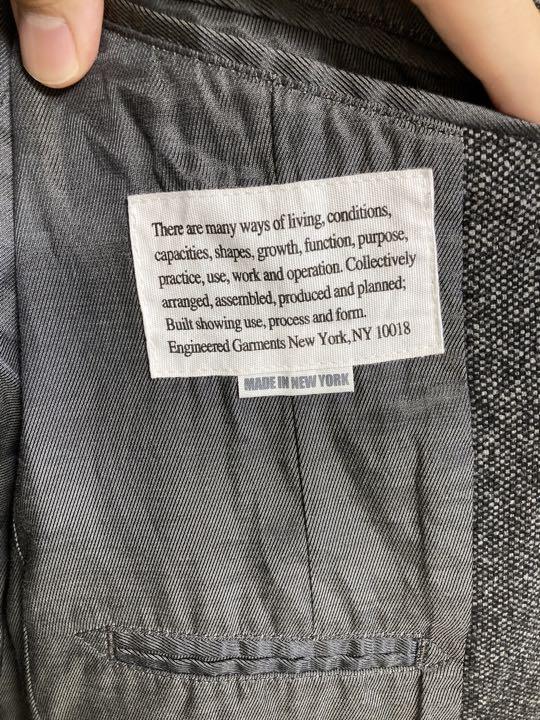 There are many ways of living, conditions,
capacities, shapes, growth, function, purpose,
practice, use, work and operation. Collectively
arranged, assembled, produced and planned;
Built showing use, process and form.
Engineered Garments New York, NY 10018
MADE IN NEW YORK